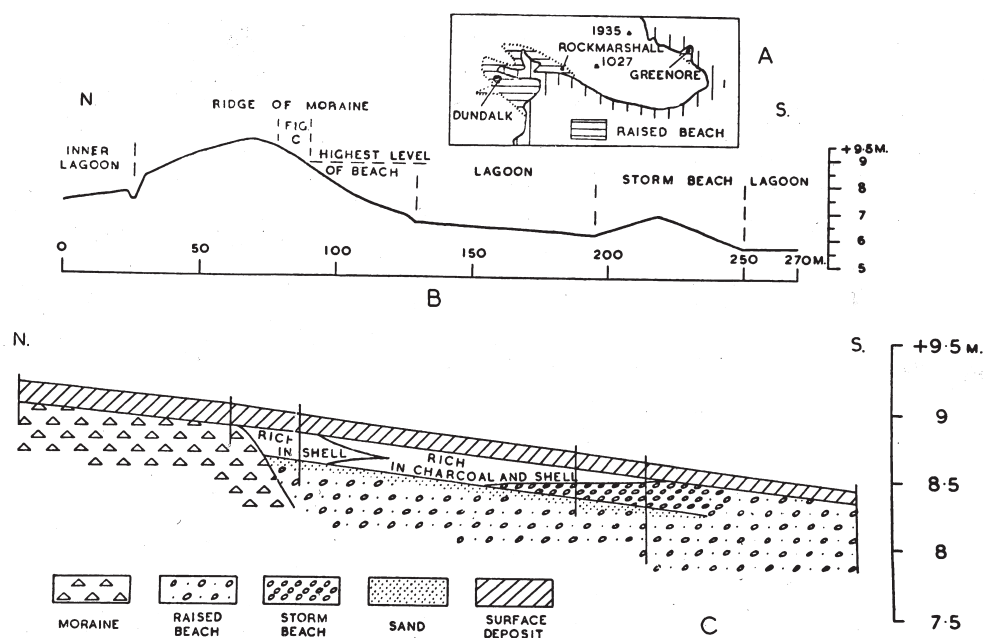 1935
ROCKMARSHALL
1027
GREENORE
DUNDALK
RAISED BEACH
A
N
S.
RIDGE OF MORAINE
FIG
C
INNER
LAGOON
HIGHEST LEVEL
OF BEACH
LAGOON
STORM BEACH
LAGOON
+9·5M.
9
8
7
6
5
0
50
100
150
200
250
270M.
B
N.
S.
+9·5 M.
9
8·5
8
7·5
RICH
IN SHELL
RICH
IN CHARCOAL AND SHELL
MORAINE
RAISED
BEACH
STORM
BEACH
SAND
SURFACE
DEPOSIT
C